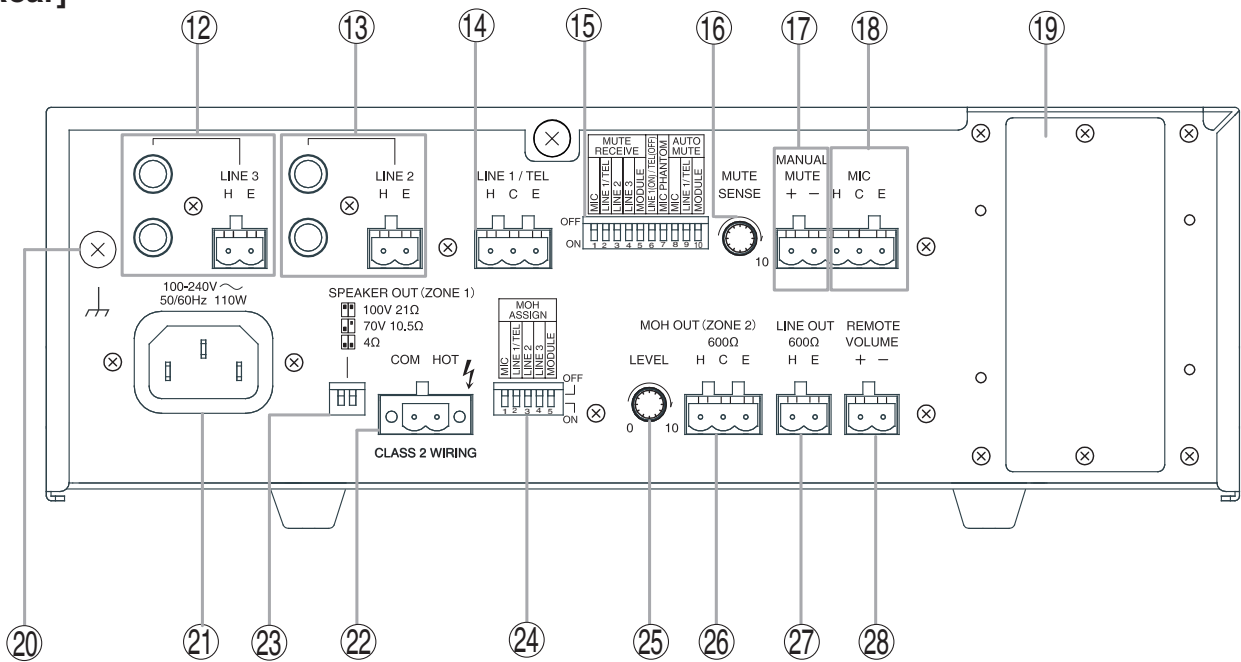 ⑫ ⑬ ⑭ ⑮ ⑯ ⑰ ⑱ ⑲
LINE 3
H E
LINE 2
H E
LINE 1 / TEL
H C E
MUTE RECEIVE
AUTO MUTE
MIC
LINE 1/ TEL
LINE 2
LINE 3
MODULE
LINE 1(ON) / TEL(OFF)
MIC PHANTOM
MIC
LINE 1/ TEL
MODULE
OFF
ON
1 2 3 4 5 6 7 8 9 10
MUTE
SENSE
10
MANUAL
MUTE
+ −
MIC
H C E
100-240V ～
50/60Hz 110W
SPEAKER OUT (ZONE 1)
100V 21Ω
70V 10.5Ω
4Ω
COM HOT
CLASS 2 WIRING
MOH
ASSIGN
MIC
LINE 1/ TEL
LINE 2
LINE 3
MODULE
OFF
ON
1 2 3 4 5
LEVEL
0 10
MOH OUT (ZONE 2)
600Ω
H C E
LINE OUT
600Ω
H E
REMOTE
VOLUME
+ −
⑳ ㉑ ㉓ ㉒ ㉔ ㉕ ㉖ ㉗ ㉘